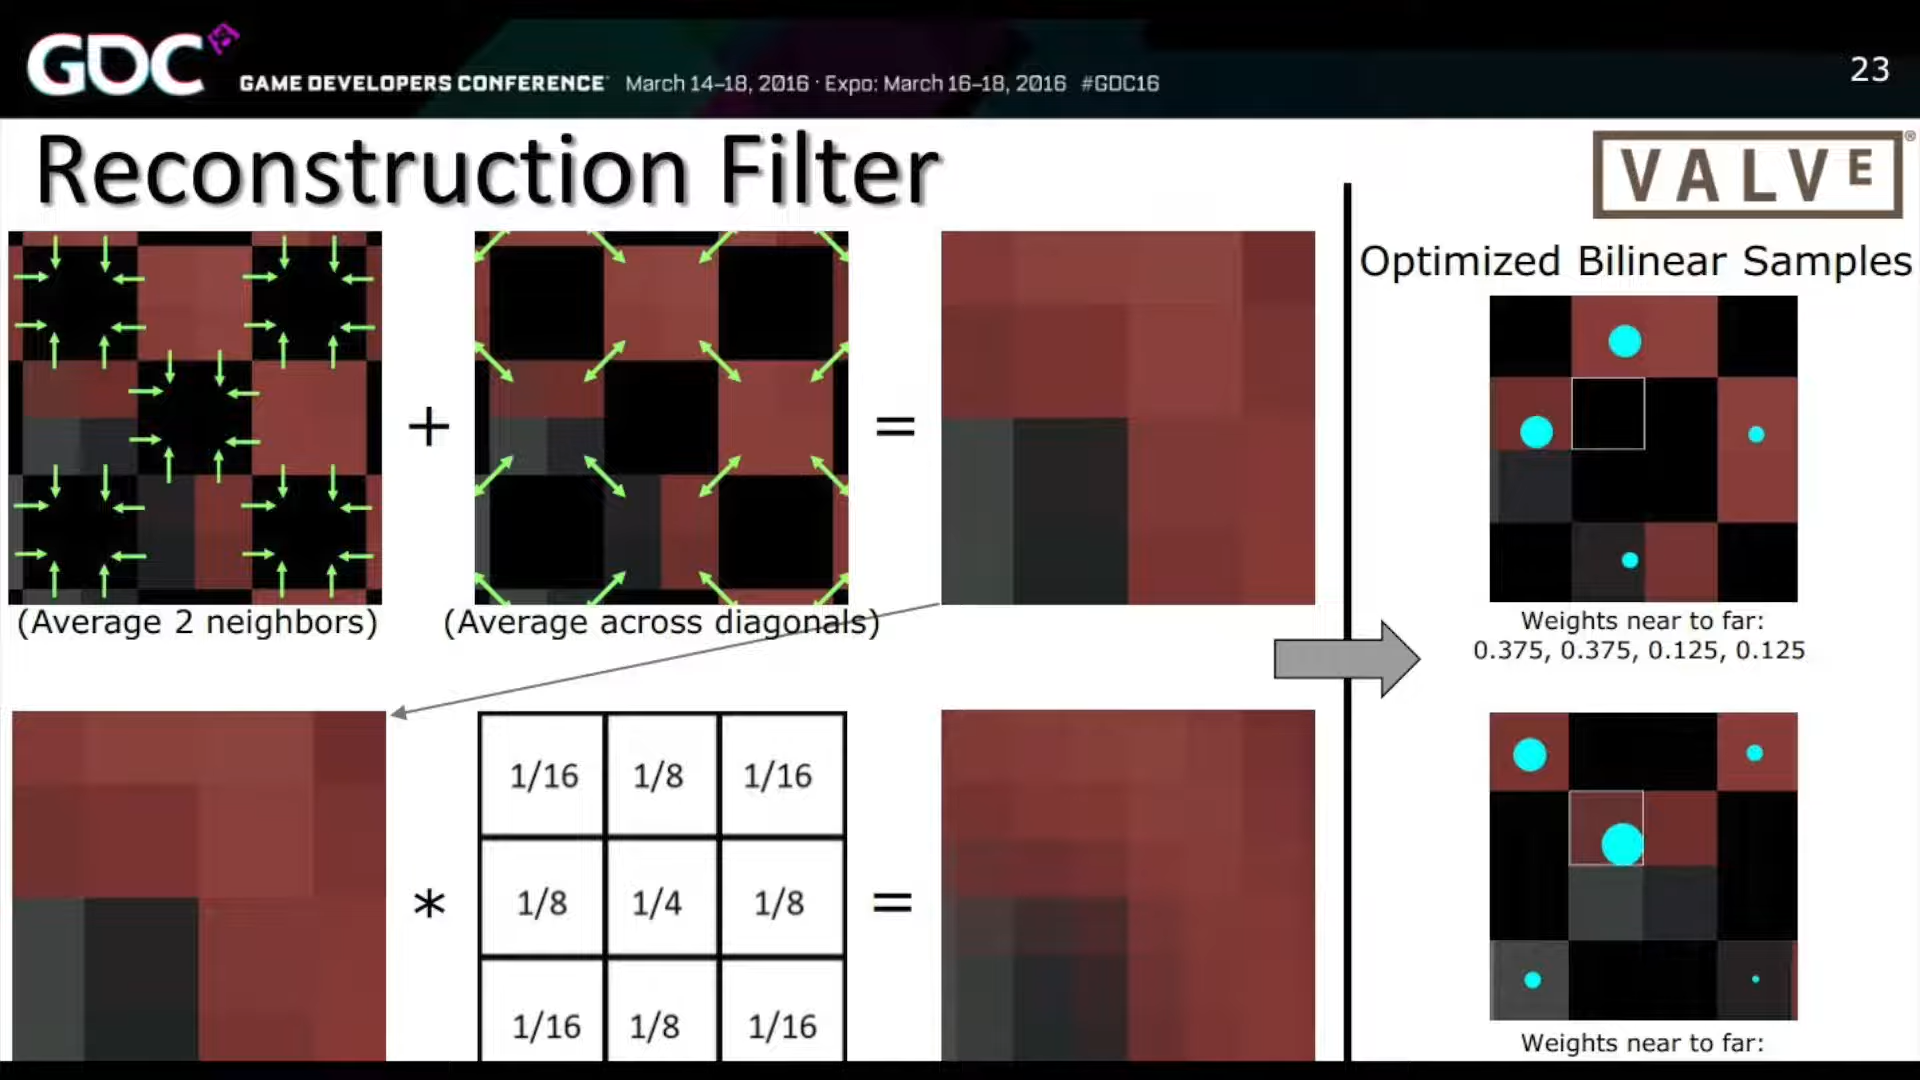 GDC
GAME DEVELOPERS CONFERENCE March 14–18, 2016 · Expo: March 16–18, 2016 #GDC16
23
Reconstruction Filter
VALVE®
Optimized Bilinear Samples
+
=
(Average 2 neighbors)
(Average across diagonals)
Weights near to far:
0.375, 0.375, 0.125, 0.125
1/16 1/8 1/16
* 1/8 1/4 1/8 =
1/16 1/8 1/16
Weights near to far: